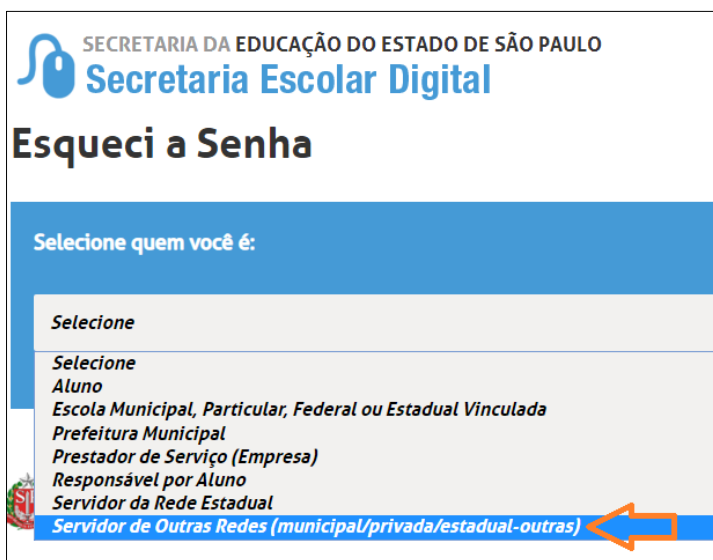 SECRETARIA DA EDUCAÇÃO DO ESTADO DE SÃO PAULO
Secretaria Escolar Digital
Esqueci a Senha
Selecione quem você é:
Selecione
Selecione
Aluno
Escola Municipal, Particular, Federal ou Estadual Vinculada
Prefeitura Municipal
Prestador de Serviço (Empresa)
Responsável por Aluno
Servidor da Rede Estadual
Servidor de Outras Redes (municipal/privada/estadual-outras)